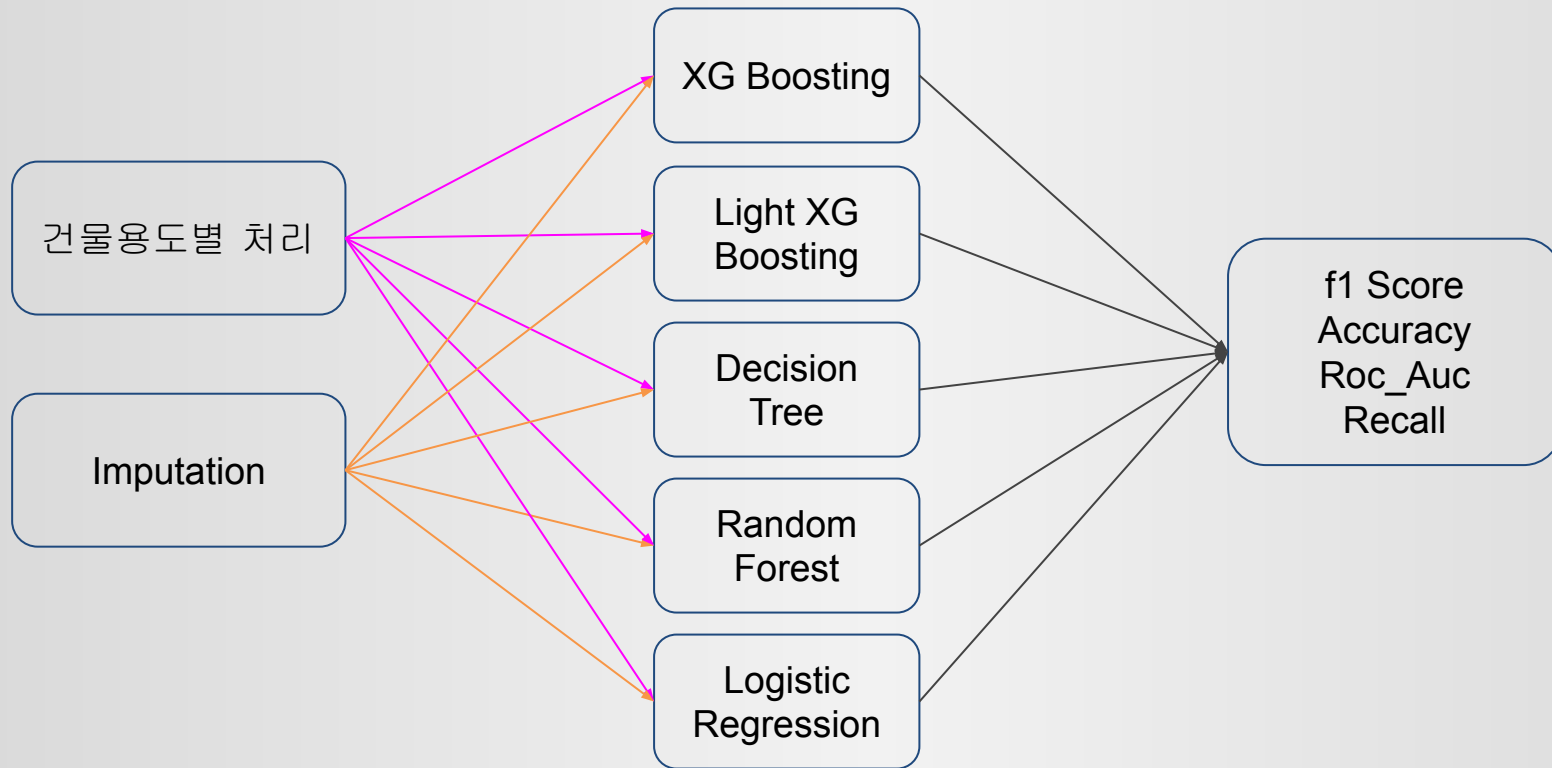 XG Boosting
건물용도별 처리
Light XG
Boosting
f1 Score
Accuracy
Roc_Auc
Recall
Decision
Tree
Imputation
Random
Forest
Logistic
Regression